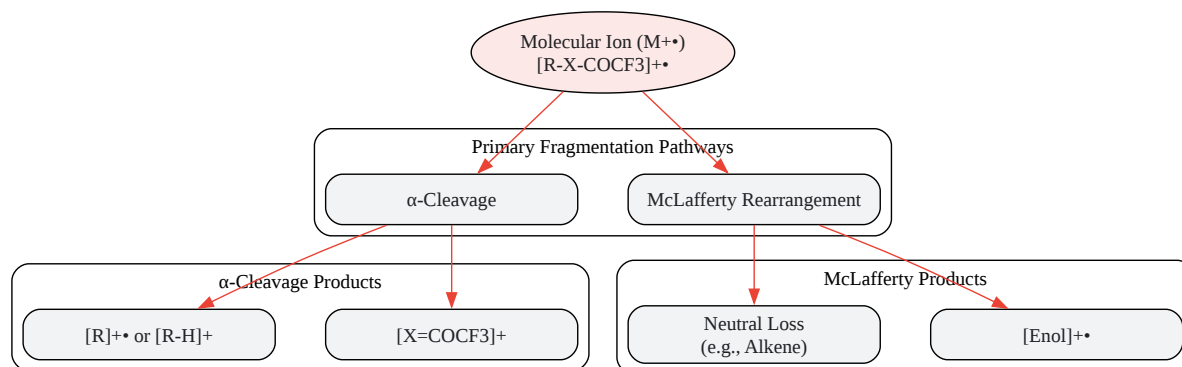 Molecular Ion (M+•)
[R-X-COCF3]+•
Primary Fragmentation Pathways
α-Cleavage
McLafferty Rearrangement
α-Cleavage Products
McLafferty Products
[R]+• or [R-H]+
[X=COCF3]+
Neutral Loss
(e.g., Alkene)
[Enol]+•